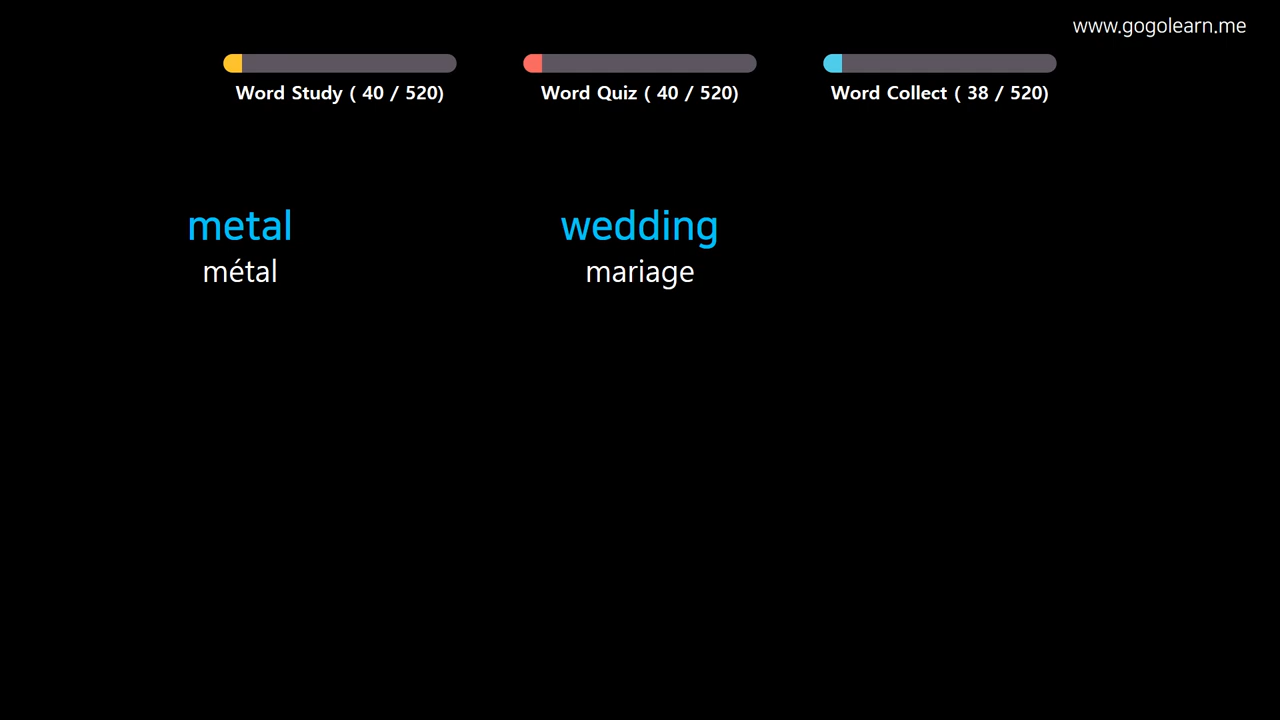 www.gogolearn.me
Word Study ( 40 / 520)
Word Quiz ( 40 / 520)
Word Collect ( 38 / 520)
metal
métal
wedding
mariage